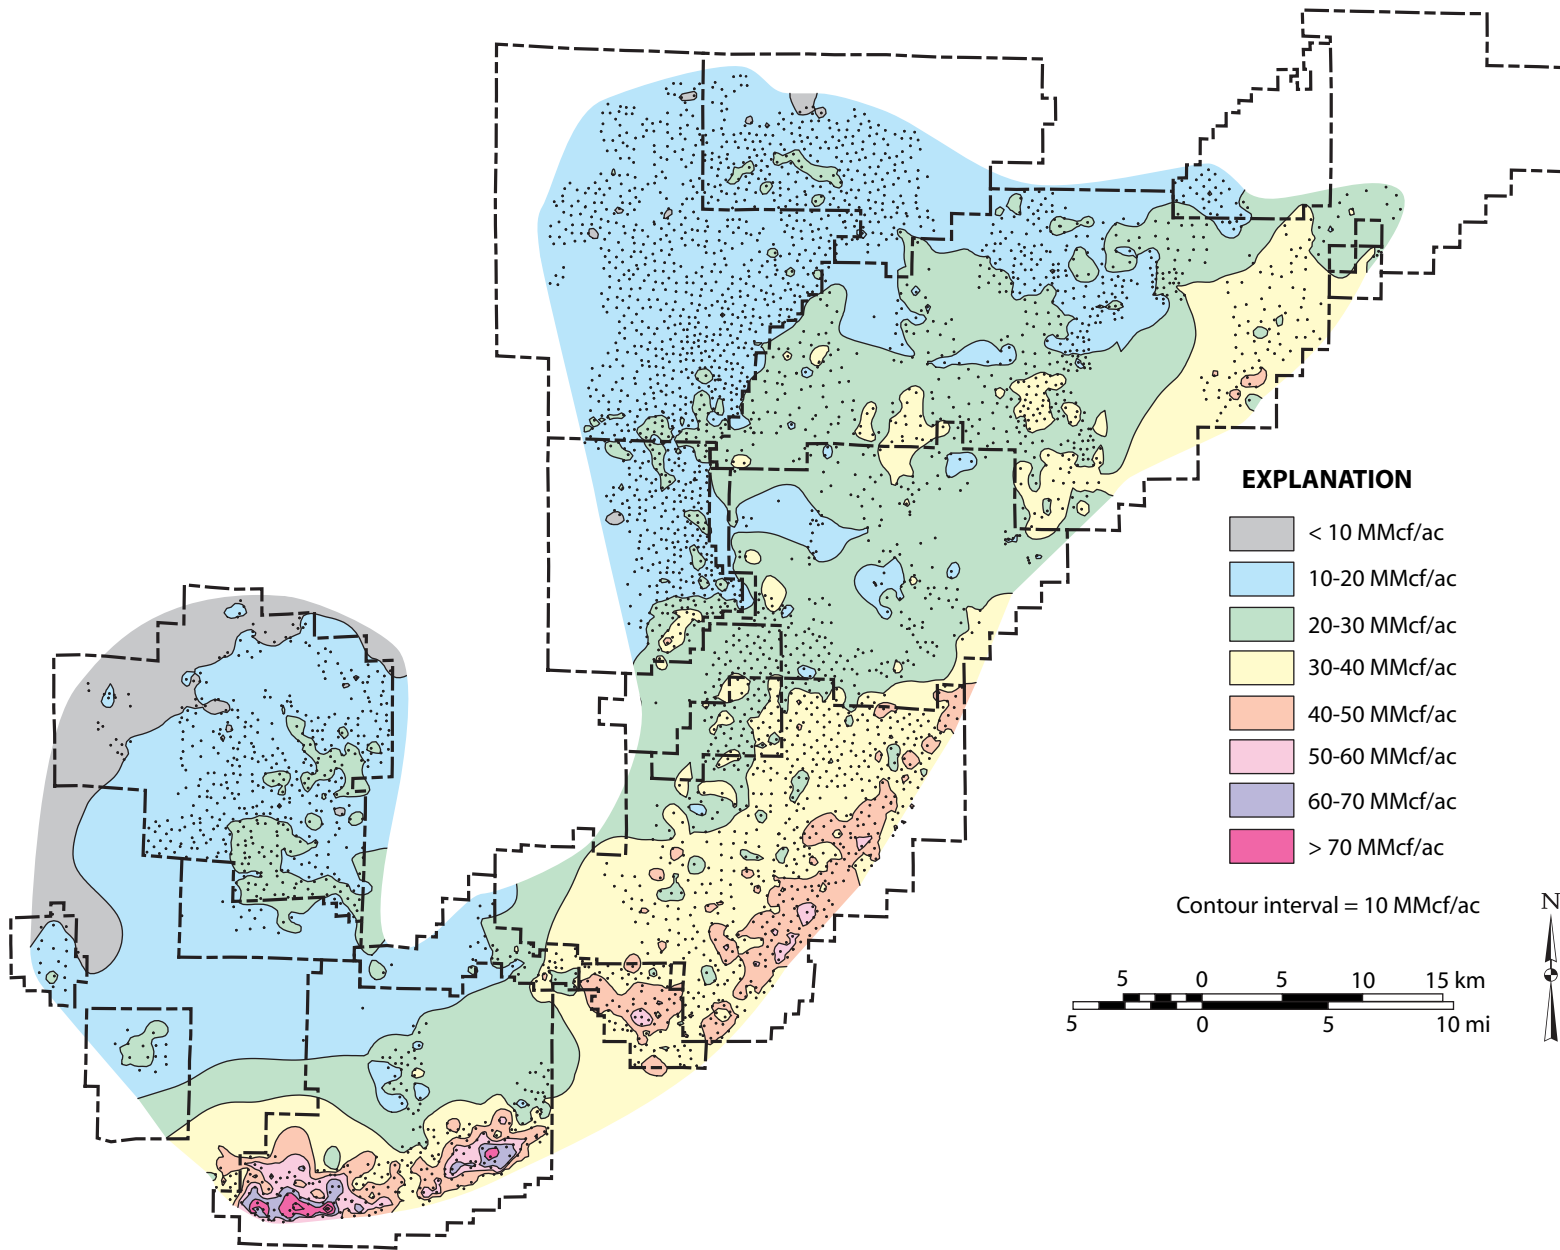 EXPLANATION
< 10 MMcf/ac
10-20 MMcf/ac
20-30 MMcf/ac
30-40 MMcf/ac
40-50 MMcf/ac
50-60 MMcf/ac
60-70 MMcf/ac
> 70 MMcf/ac
Contour interval = 10 MMcf/ac
N
5 0 5 10 15 km
5 0 5 10 mi